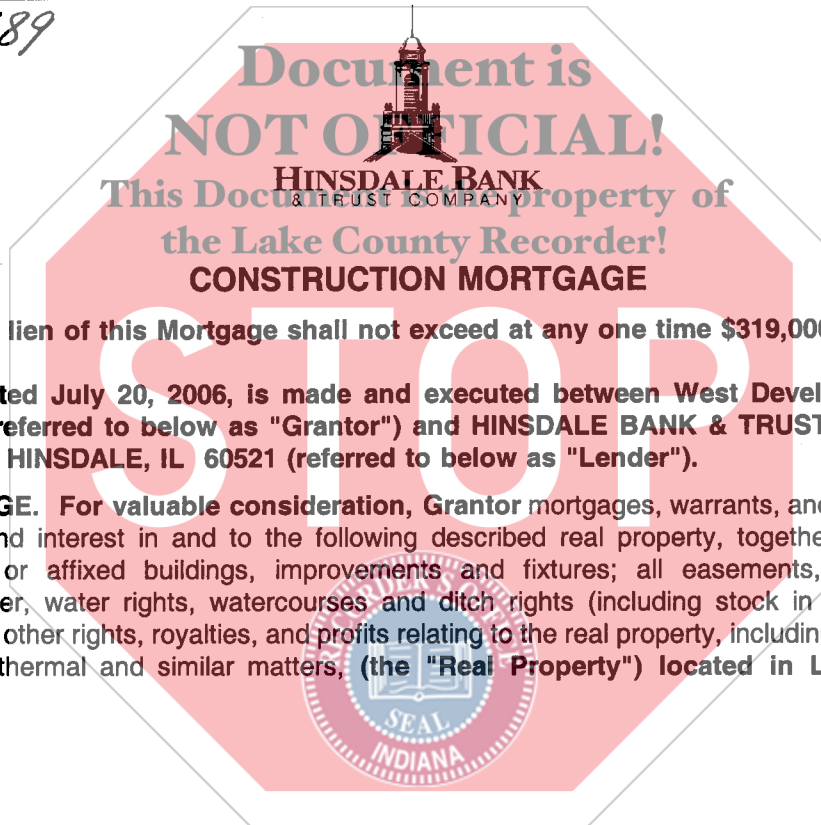 89
Document is
NOT OFFICIAL!
HINSDALE BANK
& TRUST COMPANY
This Document is the property of
the Lake County Recorder!
CONSTRUCTION MORTGAGE
lien of this Mortgage shall not exceed at any one time $319,000
ted July 20, 2006, is made and executed between West Devel
referred to below as "Grantor") and HINSDALE BANK & TRUST
HINSDALE, IL 60521 (referred to below as "Lender").
GE. For valuable consideration, Grantor mortgages, warrants, and
nd interest in and to the following described real property, togethe
or affixed buildings, improvements and fixtures; all easements,
er, water rights, watercourses and ditch rights (including stock in
other rights, royalties, and profits relating to the real property, includin
thermal and similar matters, (the "Real Property") located in L
STOP
RECORDER'S OFFICE
SEAL
INDIANA